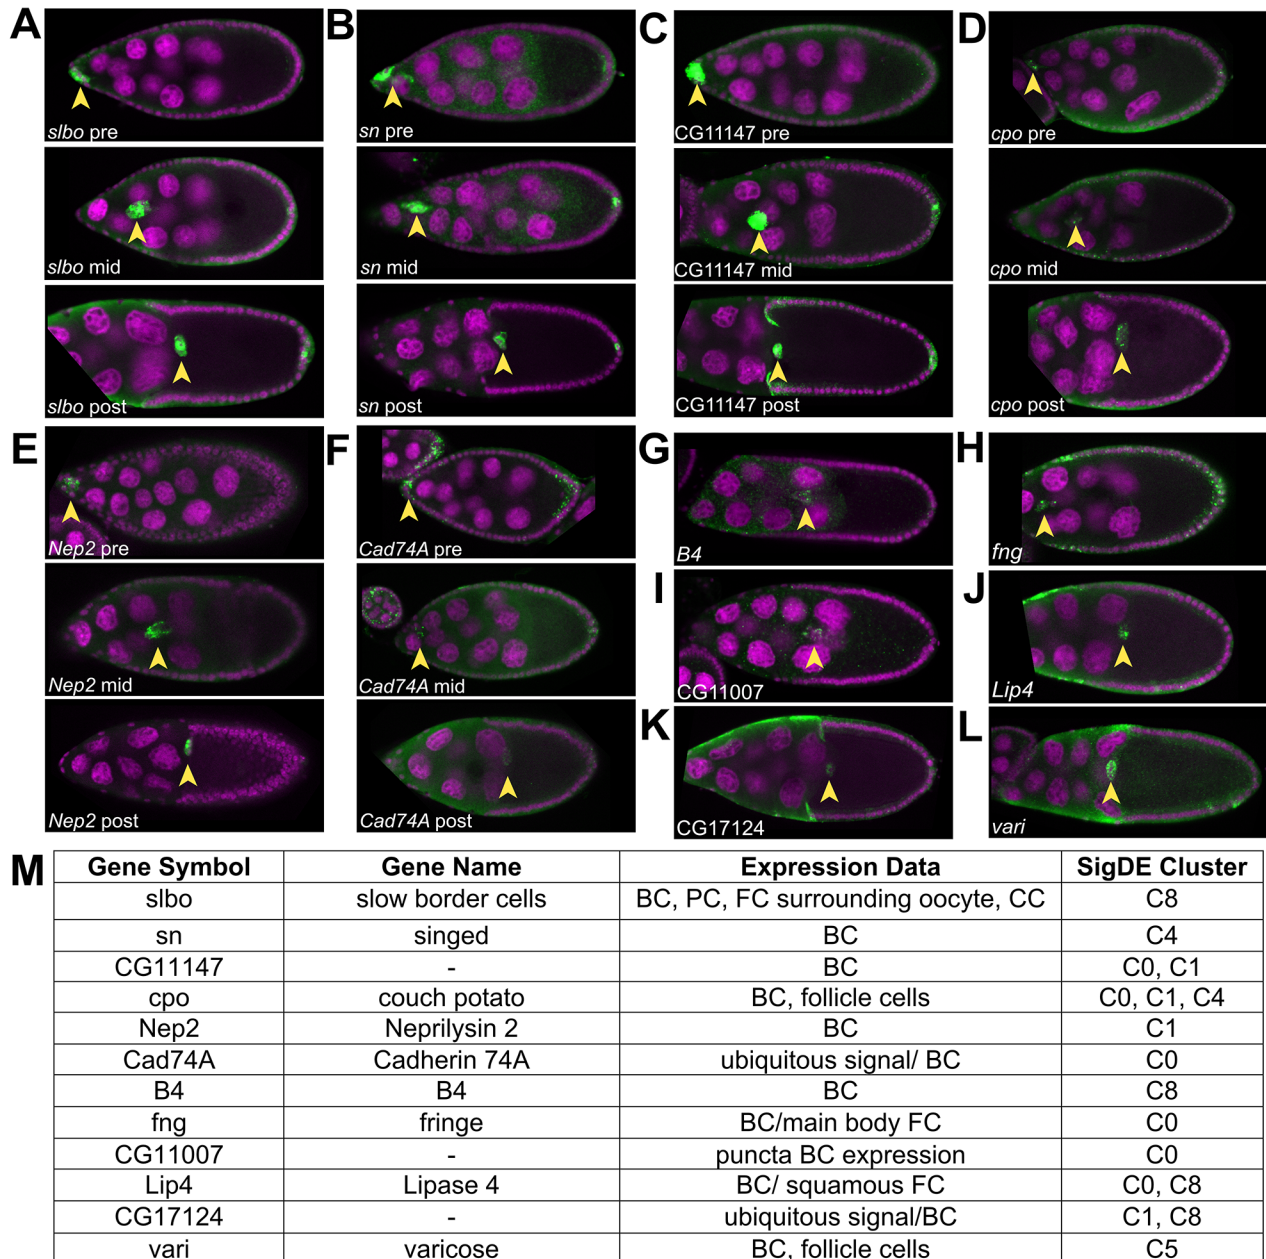 A
slbo pre
slbo mid
slbo post
B
sn pre
sn mid
sn post
C
CG11147 pre
CG11147 mid
CG11147 post
D
cpo pre
cpo mid
cpo post
E
Nep2 pre
Nep2 mid
Nep2 post
F
Cad74A pre
Cad74A mid
Cad74A post
G
B4
H
fng
I
CG11007
J
Lip4
K
CG17124
L
vari
M
Gene Symbol Gene Name Expression Data SigDE Cluster
slbo slow border cells BC, PC, FC surrounding oocyte, CC C8
sn singed BC C4
CG11147 - BC C0, C1
cpo couch potato BC, follicle cells C0, C1, C4
Nep2 Neprilysin 2 BC C1
Cad74A Cadherin 74A ubiquitous signal/ BC C0
B4 B4 BC C8
fng fringe BC/main body FC C0
CG11007 - puncta BC expression C0
Lip4 Lipase 4 BC/ squamous FC C0, C8
CG17124 - ubiquitous signal/BC C1, C8
vari varicose BC, follicle cells C5